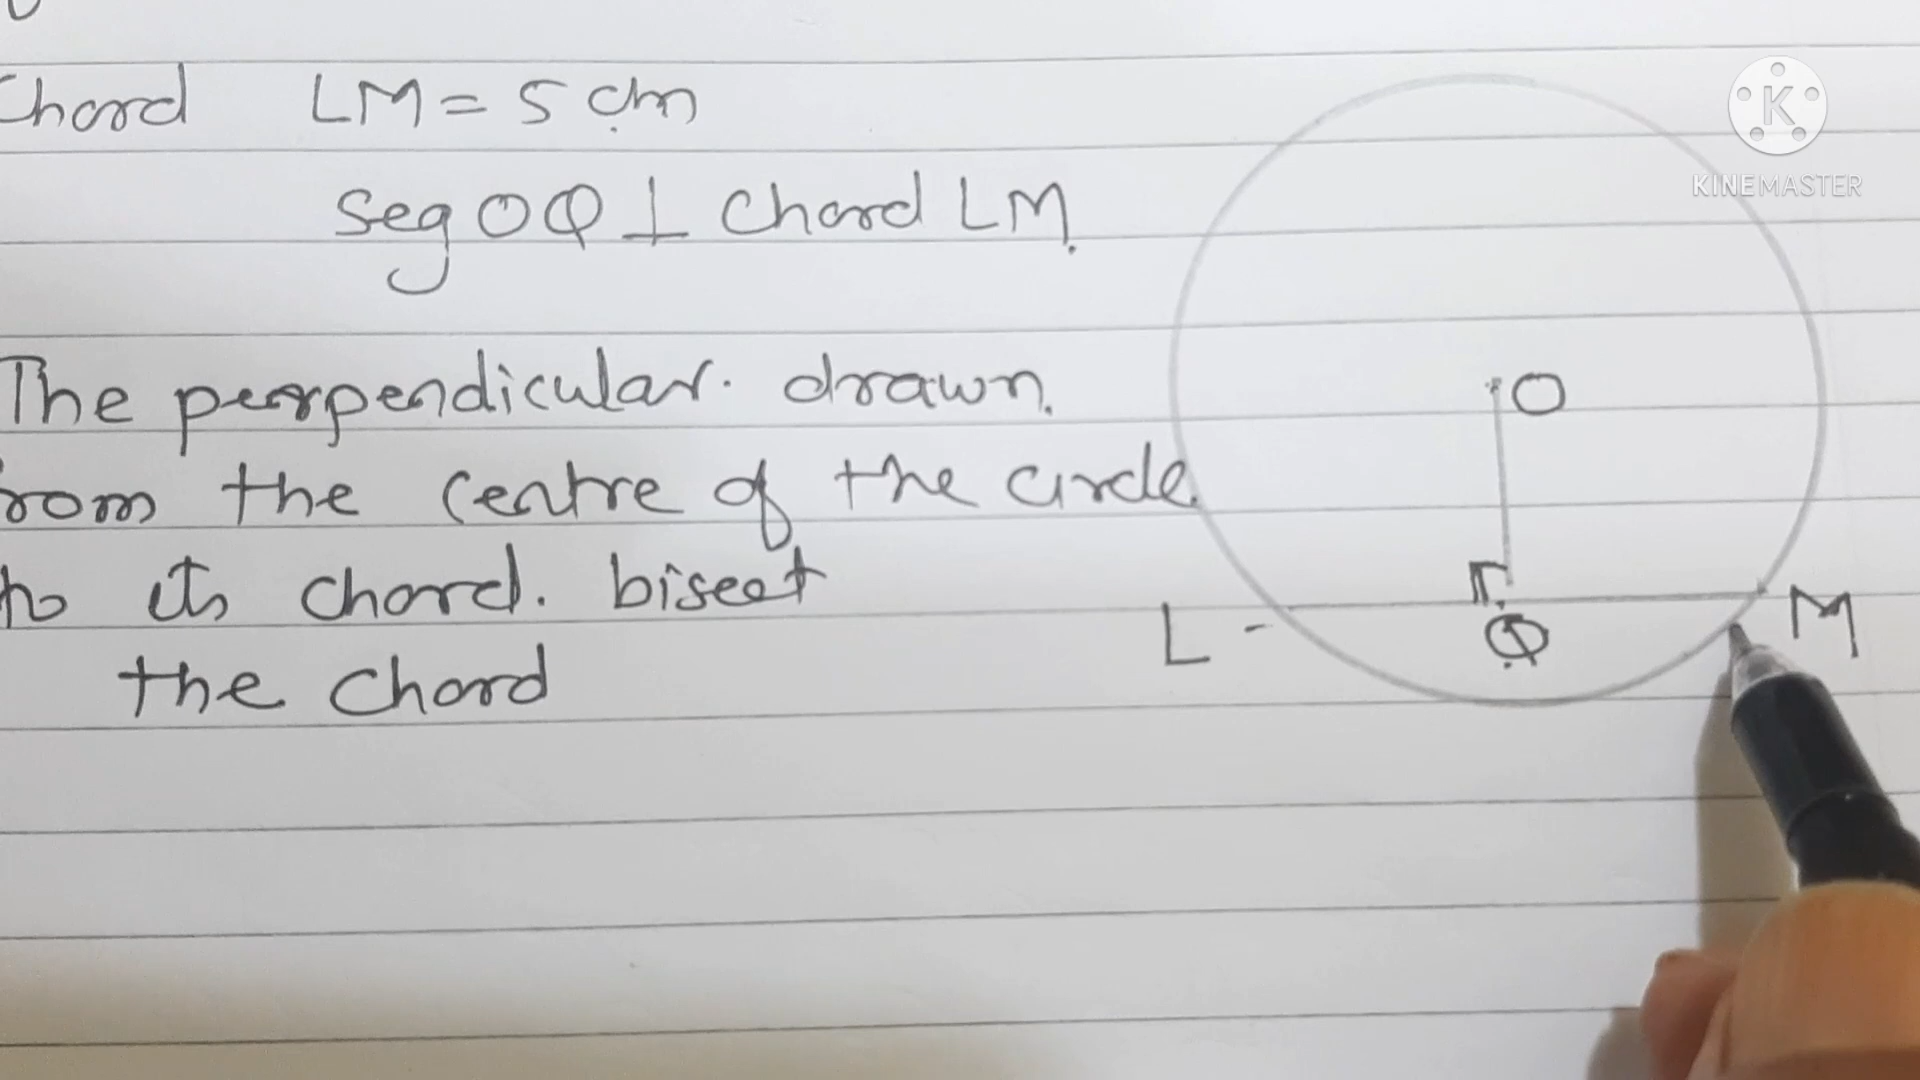 Chord LM = 5 cm
seg OQ ⊥ Chord LM.
The perpendicular. drawn.
from the centre of the circle.
to its chord. bisect
the chord
O
L
M
Q
K
KINEMASTER